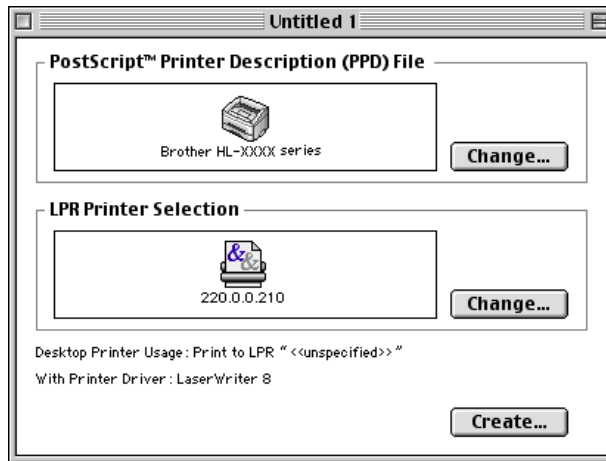 Untitled 1
PostScript™ Printer Description (PPD) File
Brother HL-XXXX series
Change...
LPR Printer Selection
&&
220.0.0.210
Change...
Desktop Printer Usage : Print to LPR “ <<unspecified>> ”
With Printer Driver : LaserWriter 8
Create...